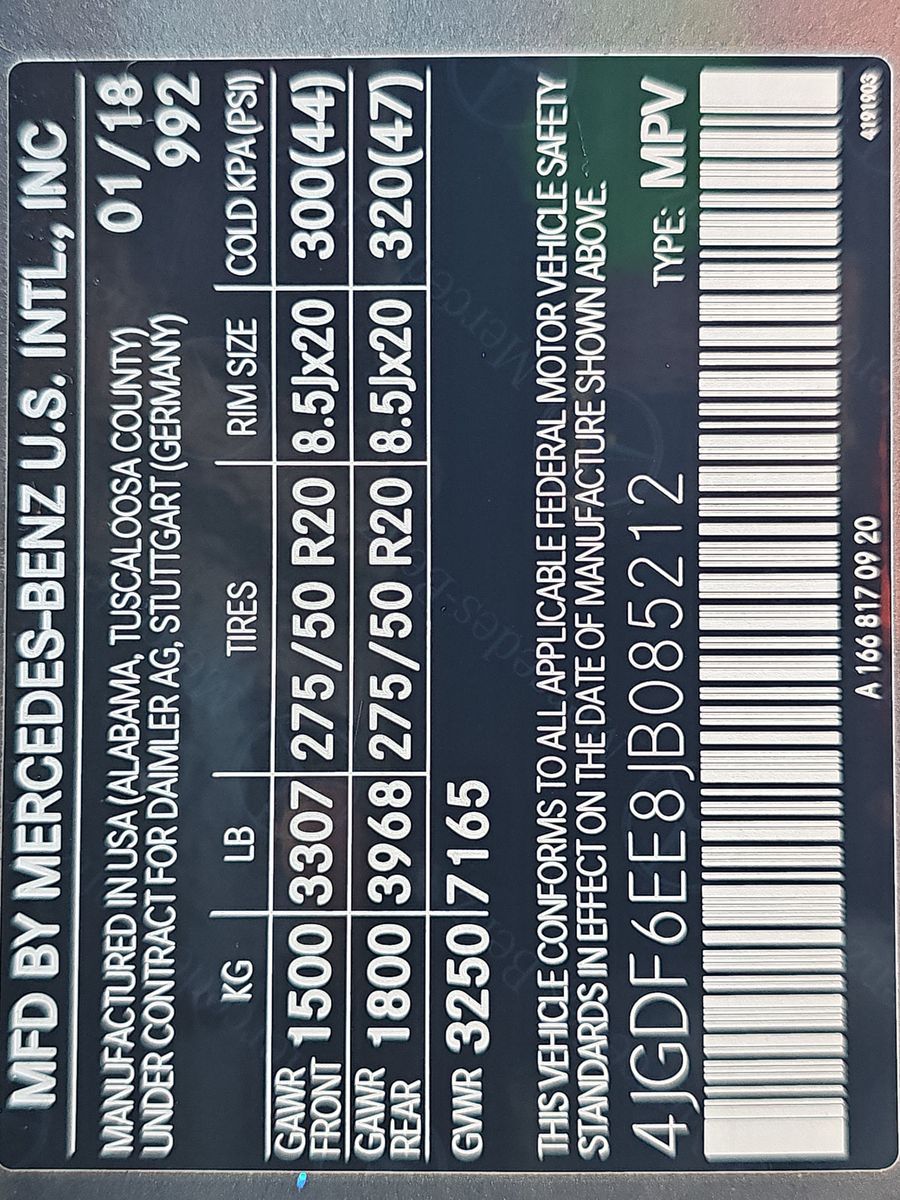 MFD BY MERCEDES-BENZ U.S. INTL., INC
MANUFACTURED IN USA (ALABAMA, TUSCALOOSA COUNTY) 01/18
UNDER CONTRACT FOR DAIMLER AG, STUTTGART (GERMANY) 992
KG LB TIRES RIM SIZE COLD KPA(PSI)
GAWR FRONT 1500 3307 275/50 R20 8.5Jx20 300(44)
GAWR REAR 1800 3968 275/50 R20 8.5Jx20 320(47)
GVWR 3250 7165
THIS VEHICLE CONFORMS TO ALL APPLICABLE FEDERAL MOTOR VEHICLE SAFETY
STANDARDS IN EFFECT ON THE DATE OF MANUFACTURE SHOWN ABOVE.
4JGDF6EE8JB085212 TYPE: MPV
A 166 817 09 20 4191903